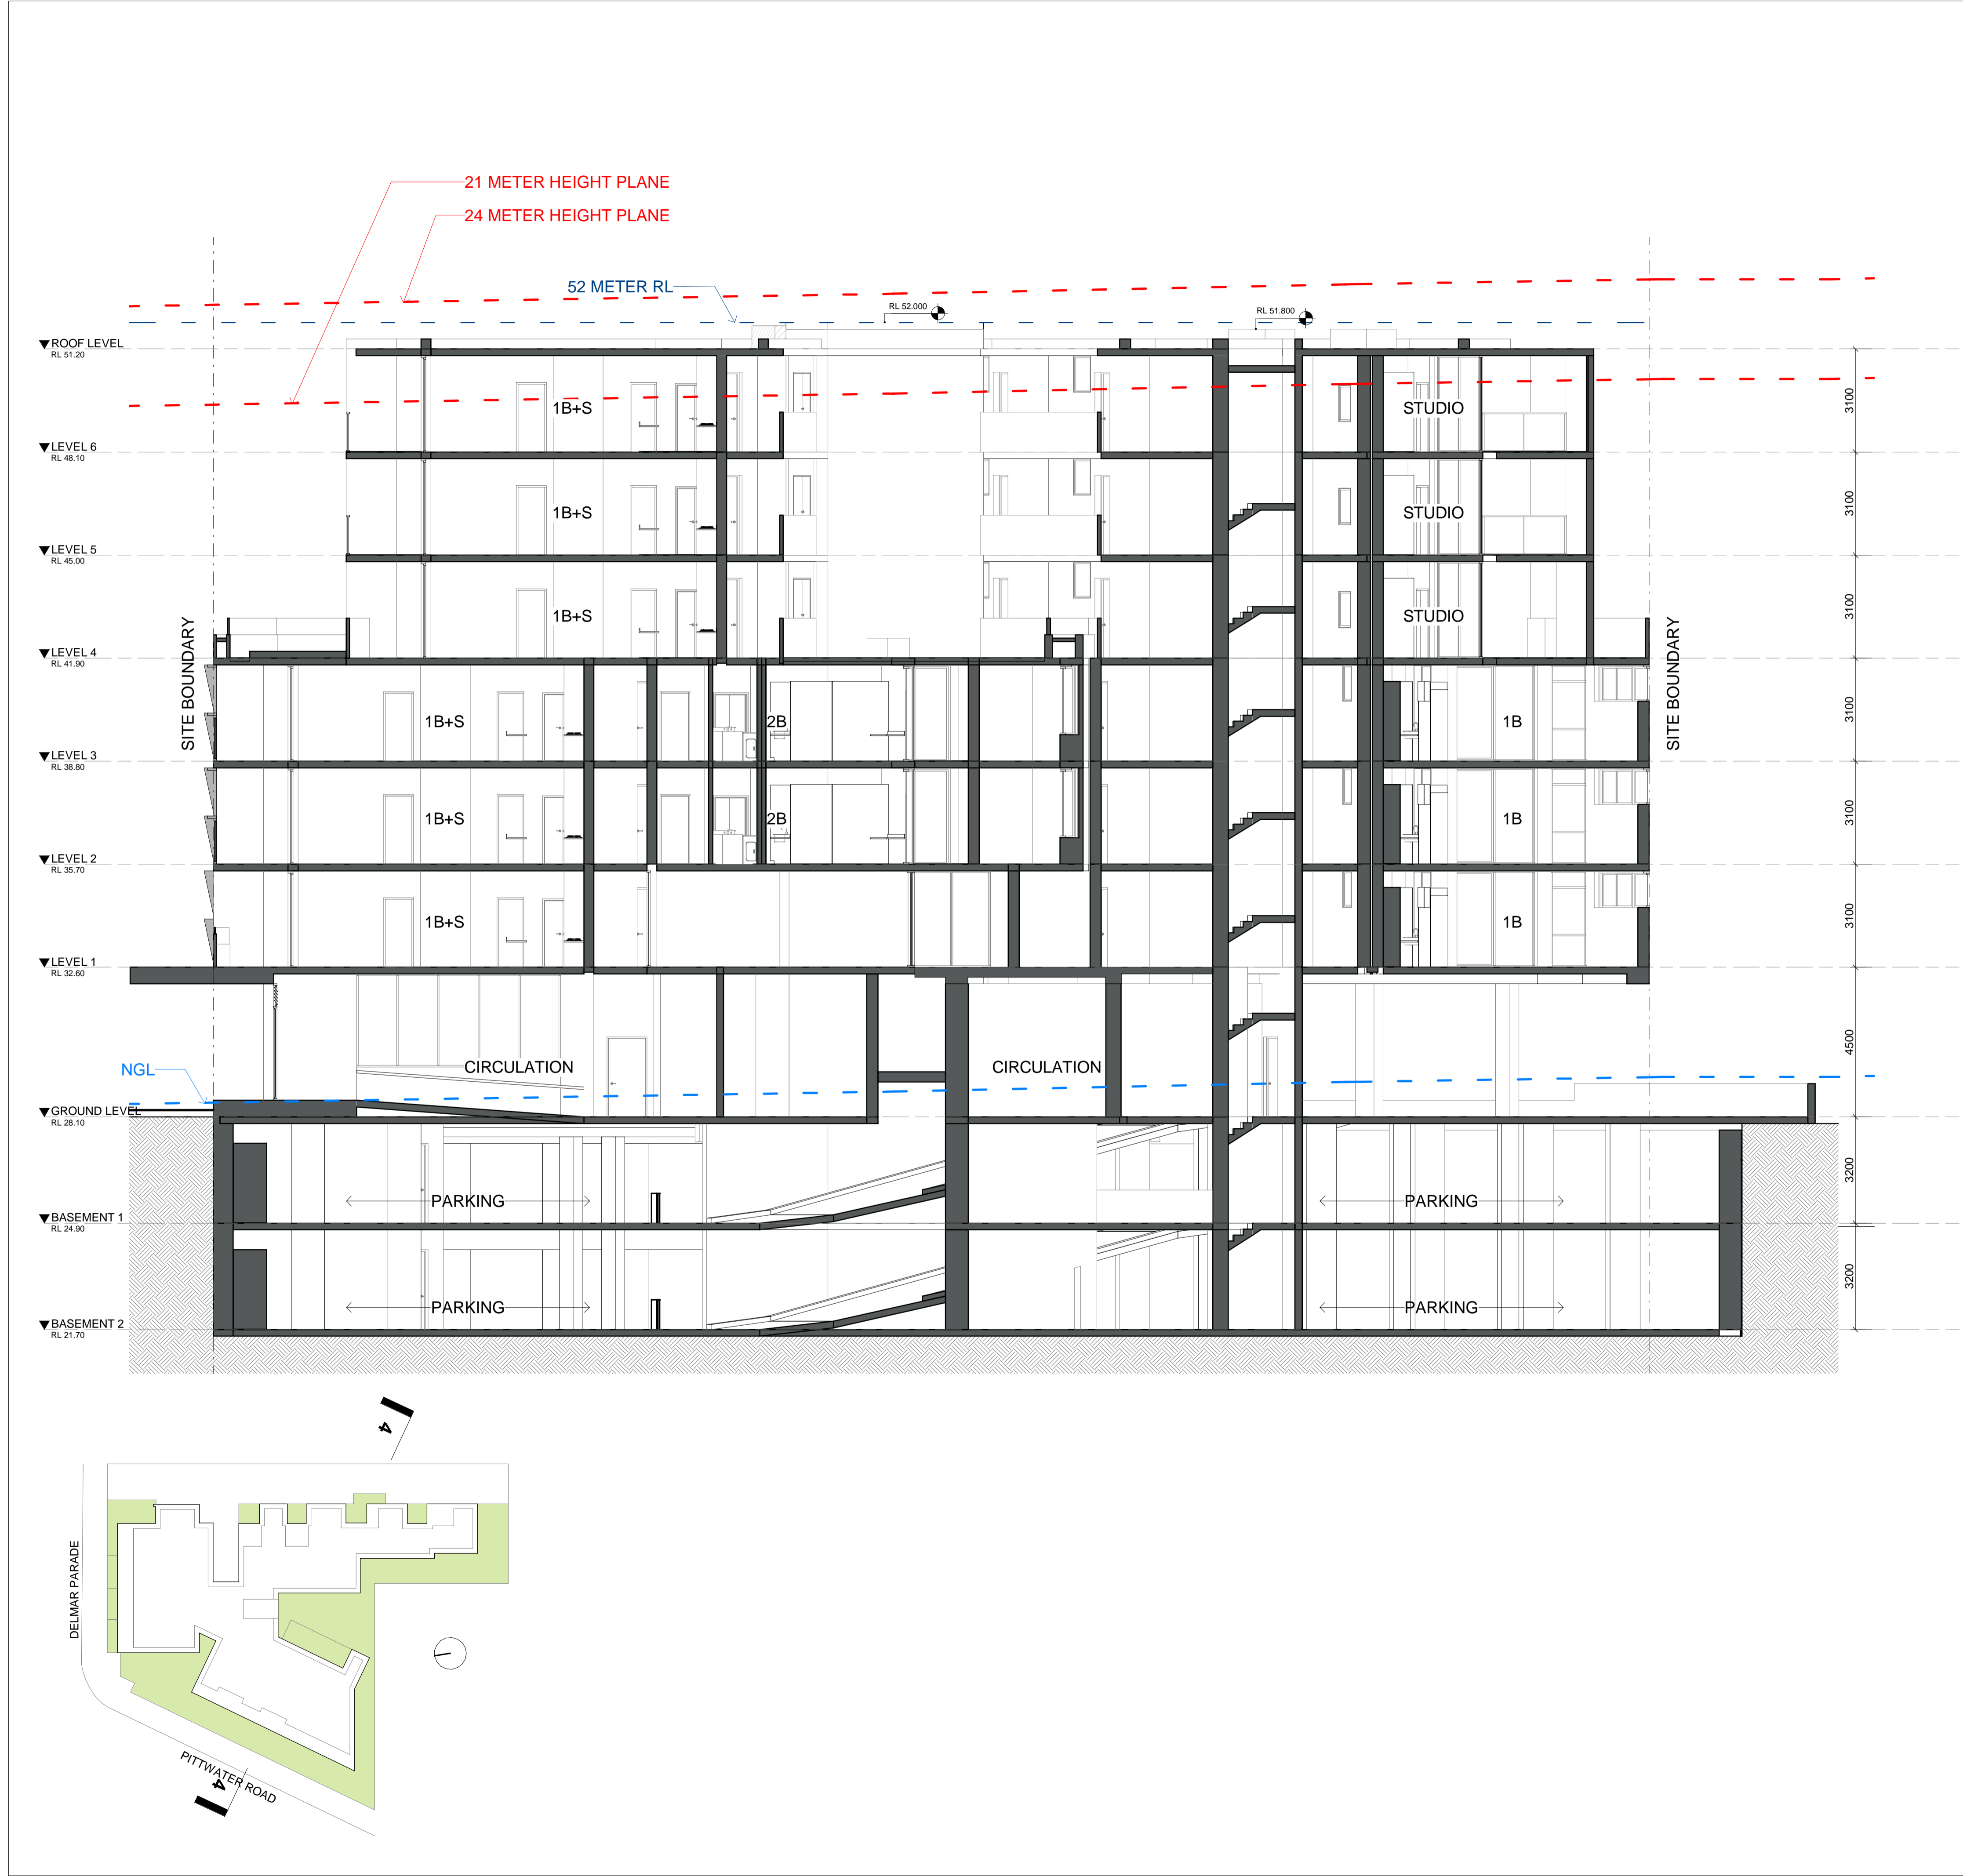 21 METER HEIGHT PLANE
24 METER HEIGHT PLANE
52 METER RL
RL 52.000
RL 51.800
ROOF LEVEL
RL 51.20
1B+S
STUDIO
3100
LEVEL 6
RL 48.10
1B+S
STUDIO
3100
LEVEL 5
RL 45.00
1B+S
STUDIO
3100
SITE BOUNDARY
SITE BOUNDARY
LEVEL 4
RL 41.90
1B+S
2B
1B
3100
LEVEL 3
RL 38.80
1B+S
2B
1B
3100
LEVEL 2
RL 35.70
1B+S
1B
3100
LEVEL 1
RL 32.60
CIRCULATION
CIRCULATION
4500
NGL
GROUND LEVEL
RL 28.10
PARKING
PARKING
3200
BASEMENT 1
RL 24.90
PARKING
PARKING
3200
BASEMENT 2
RL 21.70
4
DELMAR PARADE
PITTWATER ROAD
4